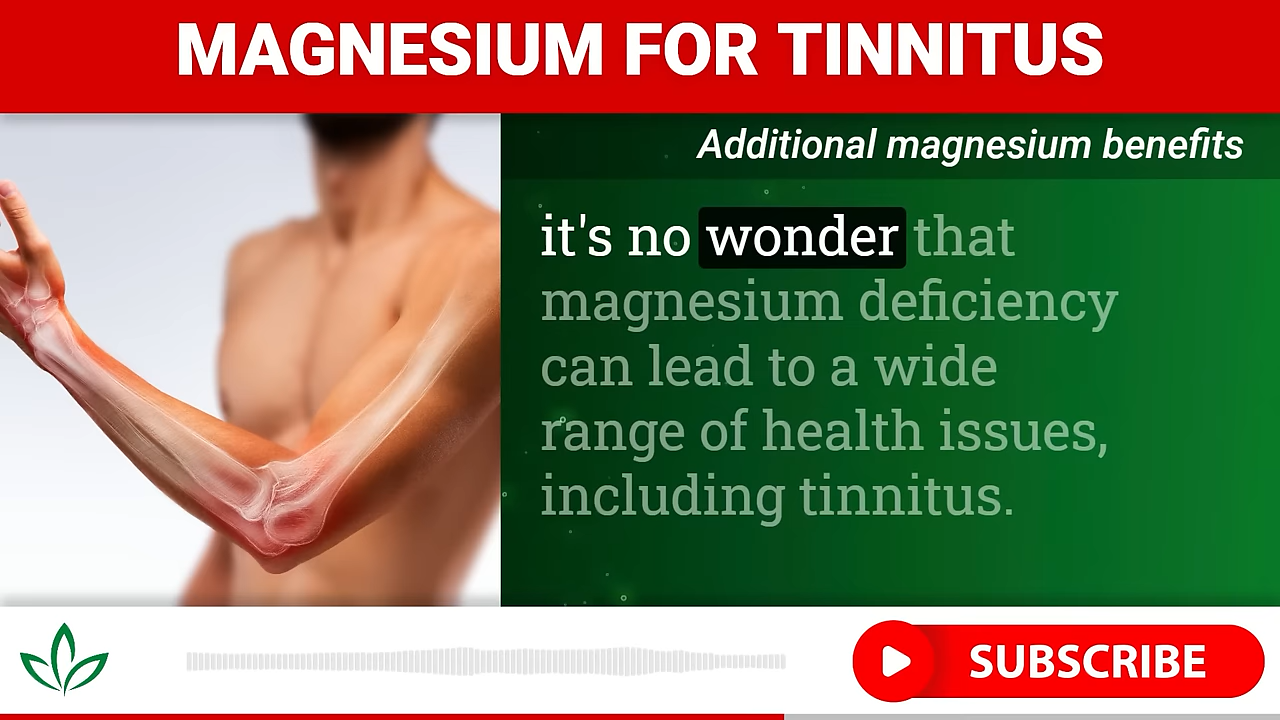 MAGNESIUM FOR TINNITUS
Additional magnesium benefits
it's no wonder that
magnesium deficiency
can lead to a wide
range of health issues,
including tinnitus.
SUBSCRIBE